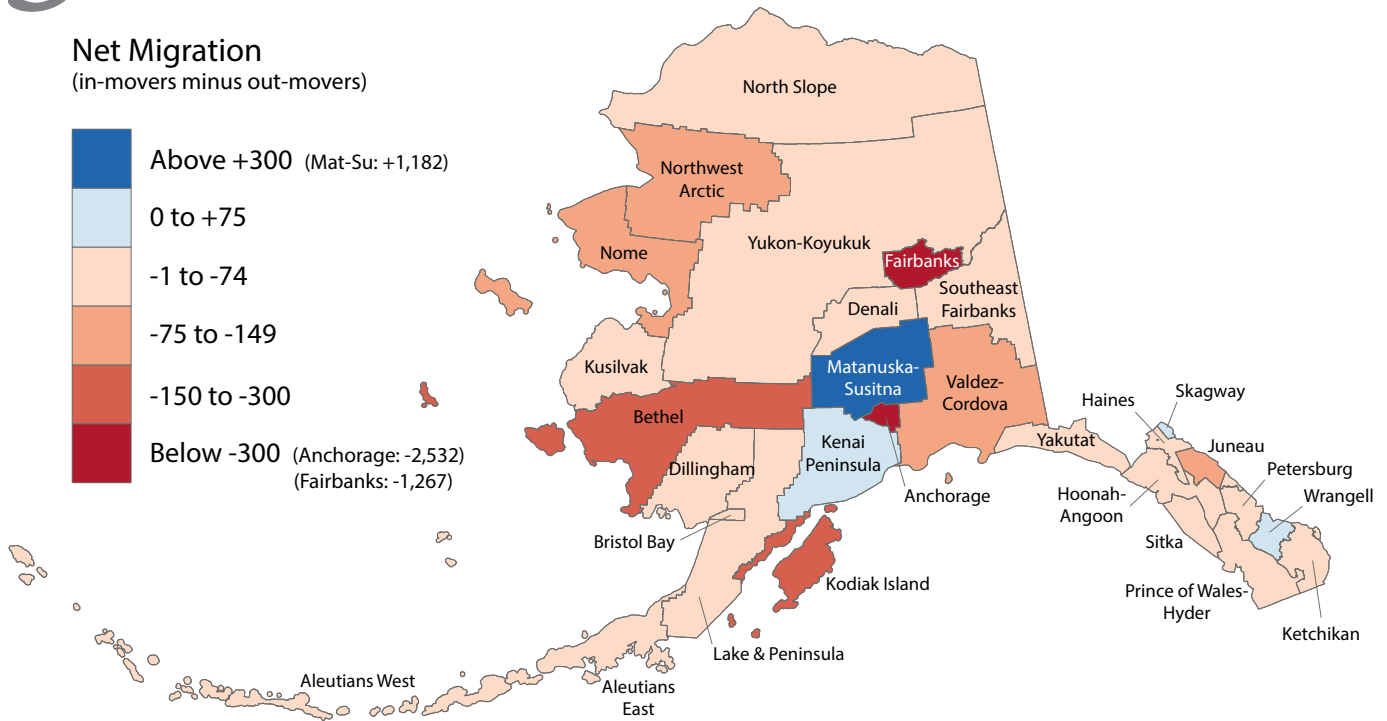 Net Migration
(in-movers minus out-movers)
Above +300 (Mat-Su: +1,182)
0 to +75
-1 to -74
-75 to -149
-150 to -300
Below -300 (Anchorage: -2,532)
(Fairbanks: -1,267)
North Slope
Northwest
Arctic
Nome
Yukon-Koyukuk
Fairbanks
Southeast
Fairbanks
Denali
Kusilvak
Matanuska-
Susitna
Valdez-
Cordova
Bethel
Kenai
Peninsula
Dillingham
Anchorage
Bristol Bay
Kodiak Island
Lake & Peninsula
Aleutians West
Aleutians
East
Yakutat
Haines
Skagway
Juneau
Petersburg
Wrangell
Hoonah-
Angoon
Sitka
Prince of Wales-
Hyder
Ketchikan